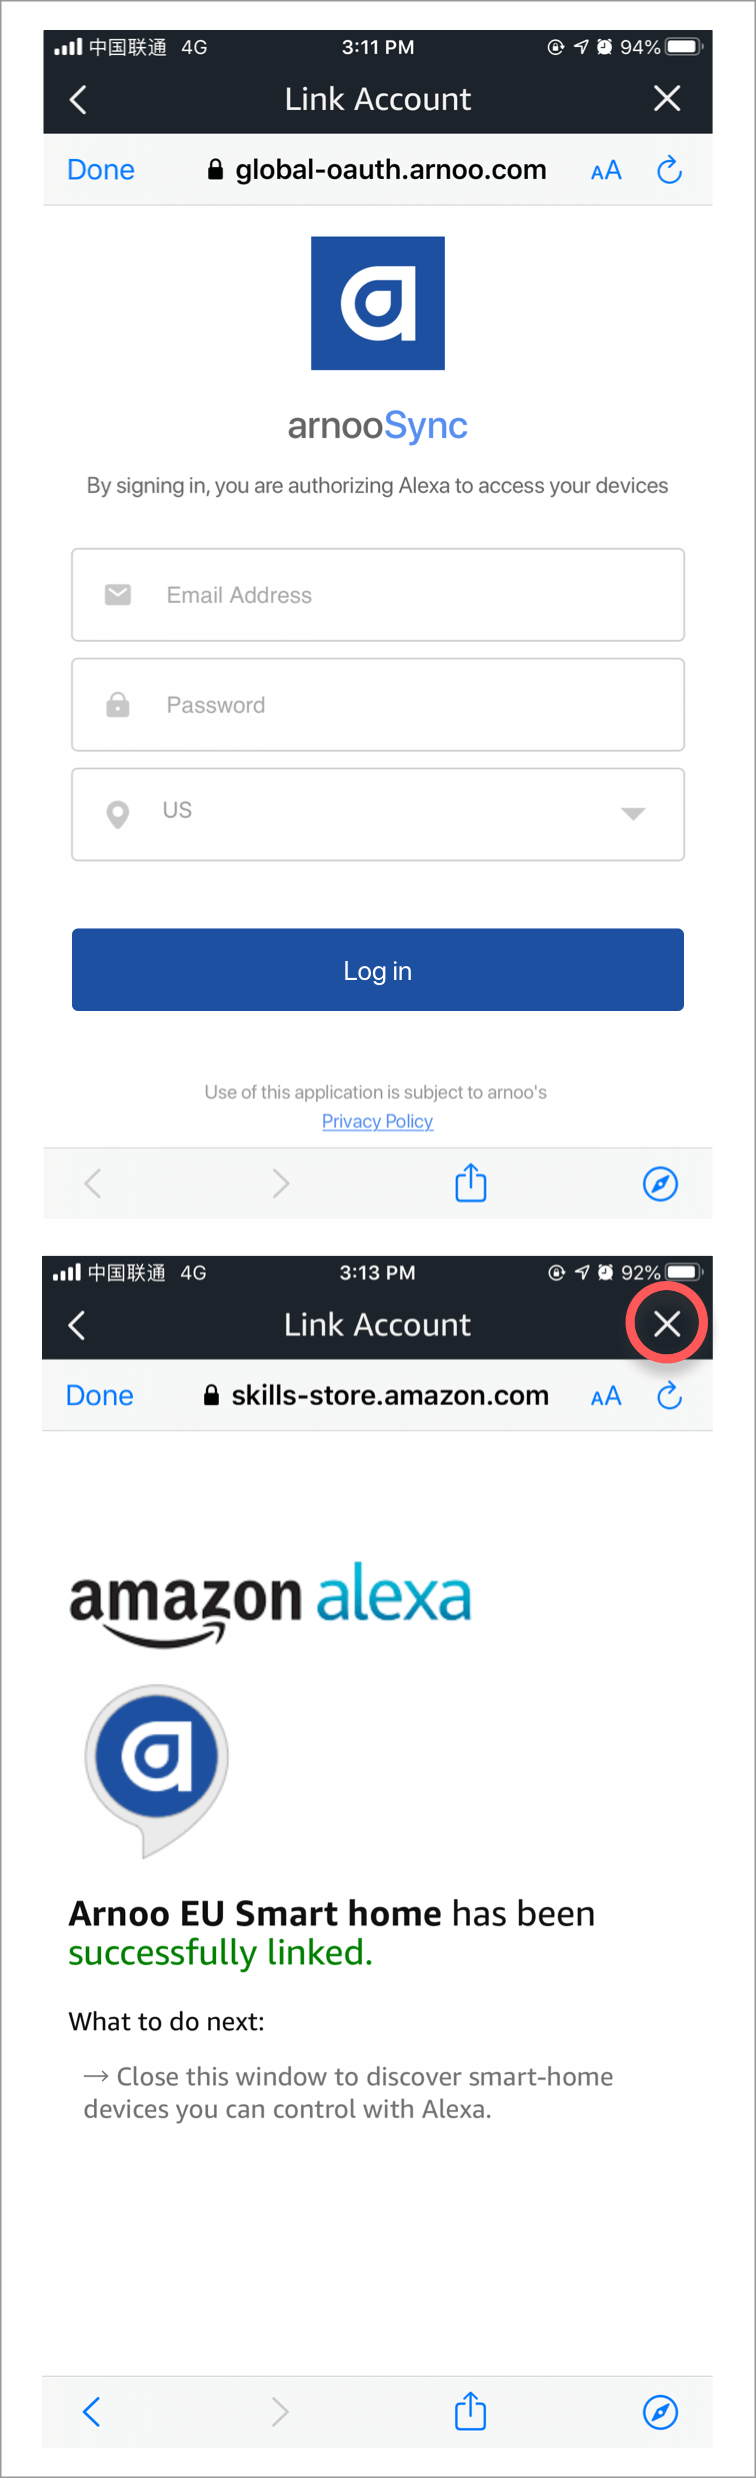 中国联通 4G 3:11 PM 94%
Link Account
Done global-oauth.arnoo.com AA
arnooSync
By signing in, you are authorizing Alexa to access your devices
Email Address
Password
US
Log in
Use of this application is subject to arnoo's
Privacy Policy
中国联通 4G 3:13 PM 92%
Link Account
Done skills-store.amazon.com AA
amazon alexa
Arnoo EU Smart home has been
successfully linked.
What to do next:
→ Close this window to discover smart-home
devices you can control with Alexa.